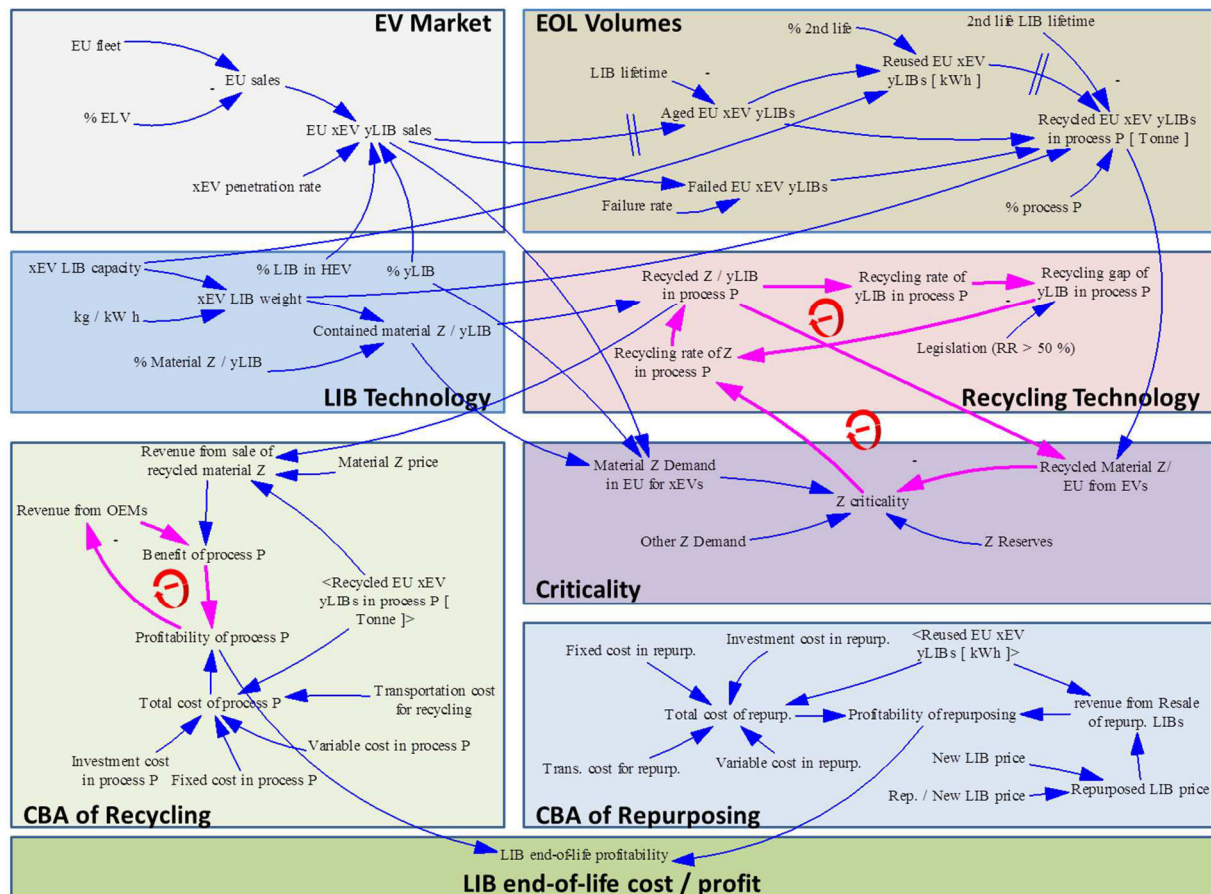 EV Market
EU fleet
EU sales
-
% ELV
EU xEV yLIB sales
xEV penetration rate
EOL Volumes
% 2nd life
2nd life LIB lifetime
LIB lifetime
-
Reused EU xEV
yLIBs [ kWh ]
-
Aged EU xEV yLIBs
Recycled EU xEV yLIBs
in process P [ Tonne ]
Failed EU xEV yLIBs
Failure rate
% process P
xEV LIB capacity
% LIB in HEV
% yLIB
xEV LIB weight
kg / kW h
Contained material Z / yLIB
% Material Z / yLIB
LIB Technology
Recycled Z / yLIB
in process P
Recycling rate of
yLIB in process P
Recycling gap of
yLIB in process P
-
Recycling rate of Z
in process P
Legislation (RR > 50 %)
Recycling Technology
Revenue from sale of
recycled material Z
Material Z price
Revenue from OEMs
-
Benefit of process P
<Recycled EU xEV
yLIBs in process P [
Tonne ]>
Profitability of process P
-
Total cost of process P
Transportation cost
for recycling
Variable cost in process P
Investment cost
in process P
Fixed cost in process P
CBA of Recycling
Material Z Demand
in EU for xEVs
-
Recycled Material Z/
EU from EVs
Z criticality
Other Z Demand
Z Reserves
Criticality
Fixed cost in repurp.
Investment cost in repurp.
<Reused EU xEV
yLIBs [ kWh ]>
Total cost of repurp.
Profitability of repurposing
revenue from Resale
of repurp. LIBs
Trans. cost for repurp.
Variable cost in repurp.
New LIB price
Rep. / New LIB price
Repurposed LIB price
CBA of Repurposing
LIB end-of-life profitability
LIB end-of-life cost / profit